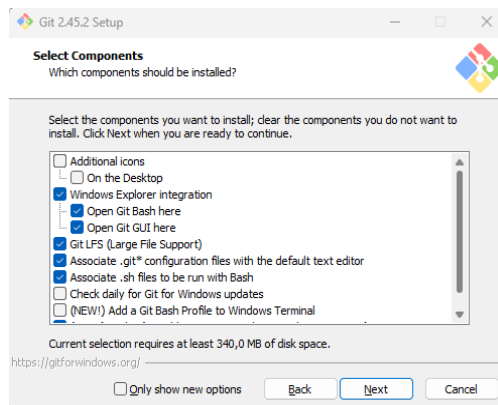 Git 2.45.2 Setup
Select Components
Which components should be installed?
Select the components you want to install; clear the components you do not want to
install. Click Next when you are ready to continue.
Additional icons
On the Desktop
Windows Explorer integration
Open Git Bash here
Open Git GUI here
Git LFS (Large File Support)
Associate .git* configuration files with the default text editor
Associate .sh files to be run with Bash
Check daily for Git for Windows updates
(NEW!) Add a Git Bash Profile to Windows Terminal
Current selection requires at least 340,0 MB of disk space.
https://gitforwindows.org/
Only show new options
Back
Next
Cancel